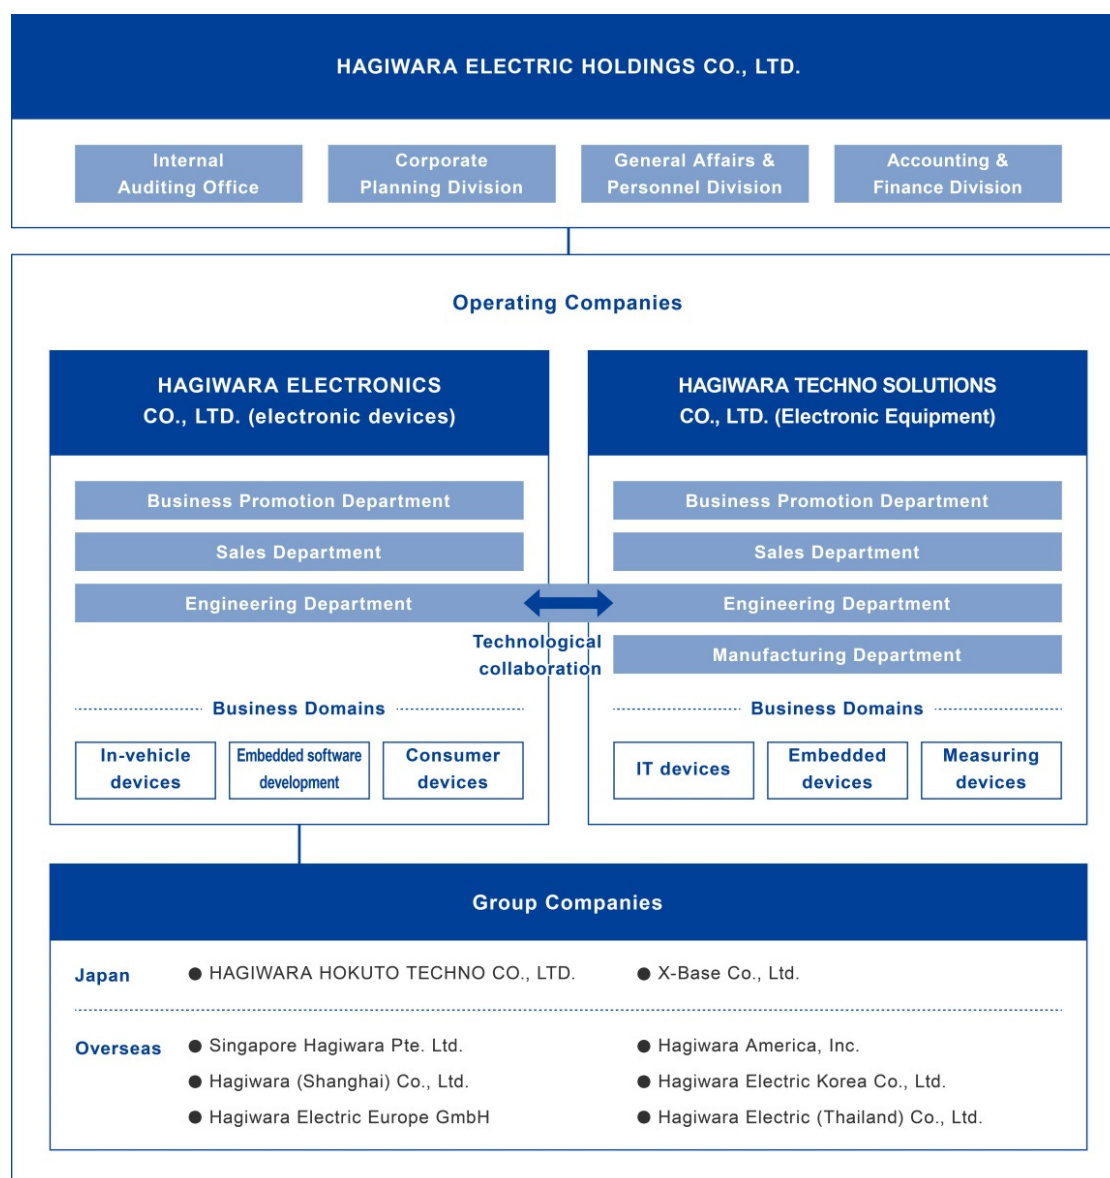 HAGIWARA ELECTRIC HOLDINGS CO., LTD.
Internal
Auditing Office
Corporate
Planning Division
General Affairs &
Personnel Division
Accounting &
Finance Division
Operating Companies
HAGIWARA ELECTRONICS
CO., LTD. (electronic devices)
Business Promotion Department
Sales Department
Engineering Department
HAGIWARA TECHNO SOLUTIONS
CO., LTD. (Electronic Equipment)
Business Promotion Department
Sales Department
Engineering Department
Manufacturing Department
Technological
collaboration
Business Domains
In-vehicle
devices
Embedded software
development
Consumer
devices
Business Domains
IT devices
Embedded
devices
Measuring
devices
Group Companies
Japan
● HAGIWARA HOKUTO TECHNO CO., LTD.
● X-Base Co., Ltd.
Overseas
● Singapore Hagiwara Pte. Ltd.
● Hagiwara America, Inc.
● Hagiwara (Shanghai) Co., Ltd.
● Hagiwara Electric Korea Co., Ltd.
● Hagiwara Electric Europe GmbH
● Hagiwara Electric (Thailand) Co., Ltd.